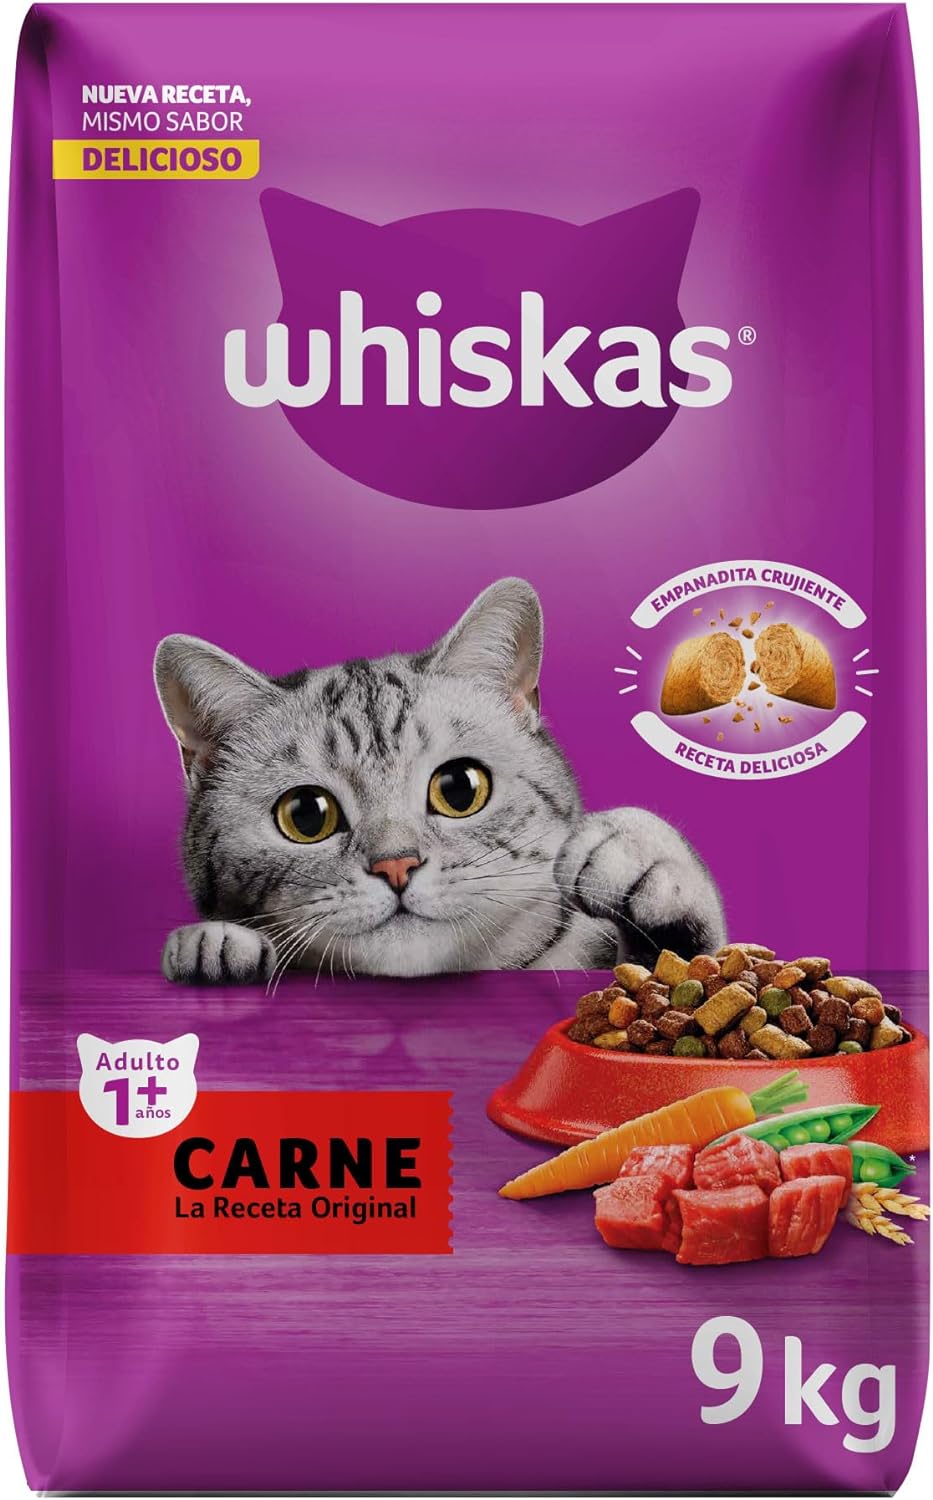 NUEVA RECETA,
MISMO SABOR
DELICIOSO
whiskas®
EMPANADITA CRUJIENTE
RECETA DELICIOSA
Adulto
1+
años
CARNE
La Receta Original
*
9 kg